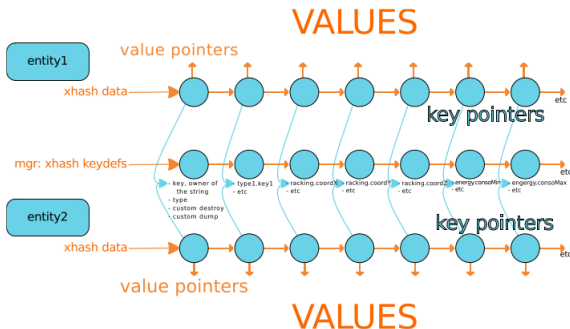 VALUES
value pointers
entity1
xhash data
etc
key pointers
mgr: xhash keydefs
etc
- key, owner of
the string
- type
- custom destroy
- custom dump
- type1.key1
- etc
racking.coordX
- etc
racking.coordY
- etc
racking.coordZ
- etc
energy.consoMin
- etc
engergy.consoMax
- etc
entity2
key pointers
xhash data
etc
value pointers
VALUES